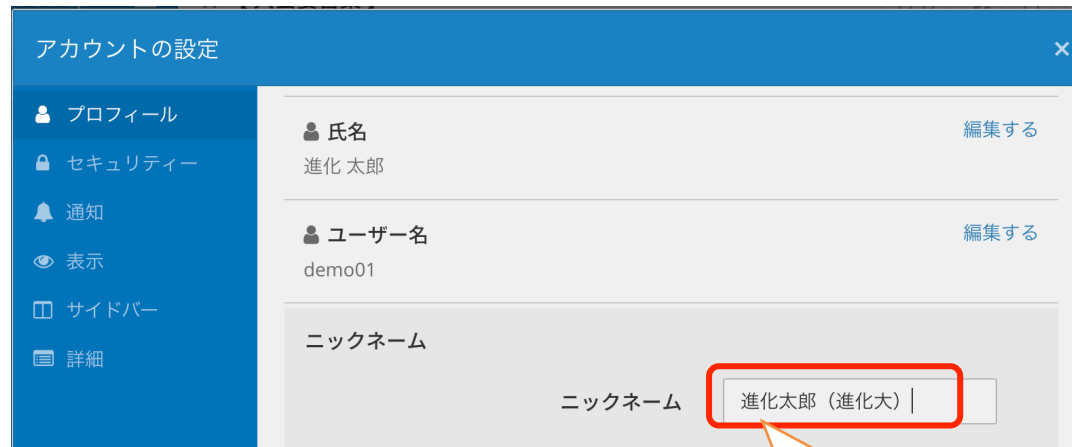 アカウントの設定
×
プロフィール
セキュリティー
通知
表示
サイドバー
詳細
氏名
編集する
進化 太郎
ユーザー名
編集する
demo01
ニックネーム
ニックネーム
進化太郎（進化大）